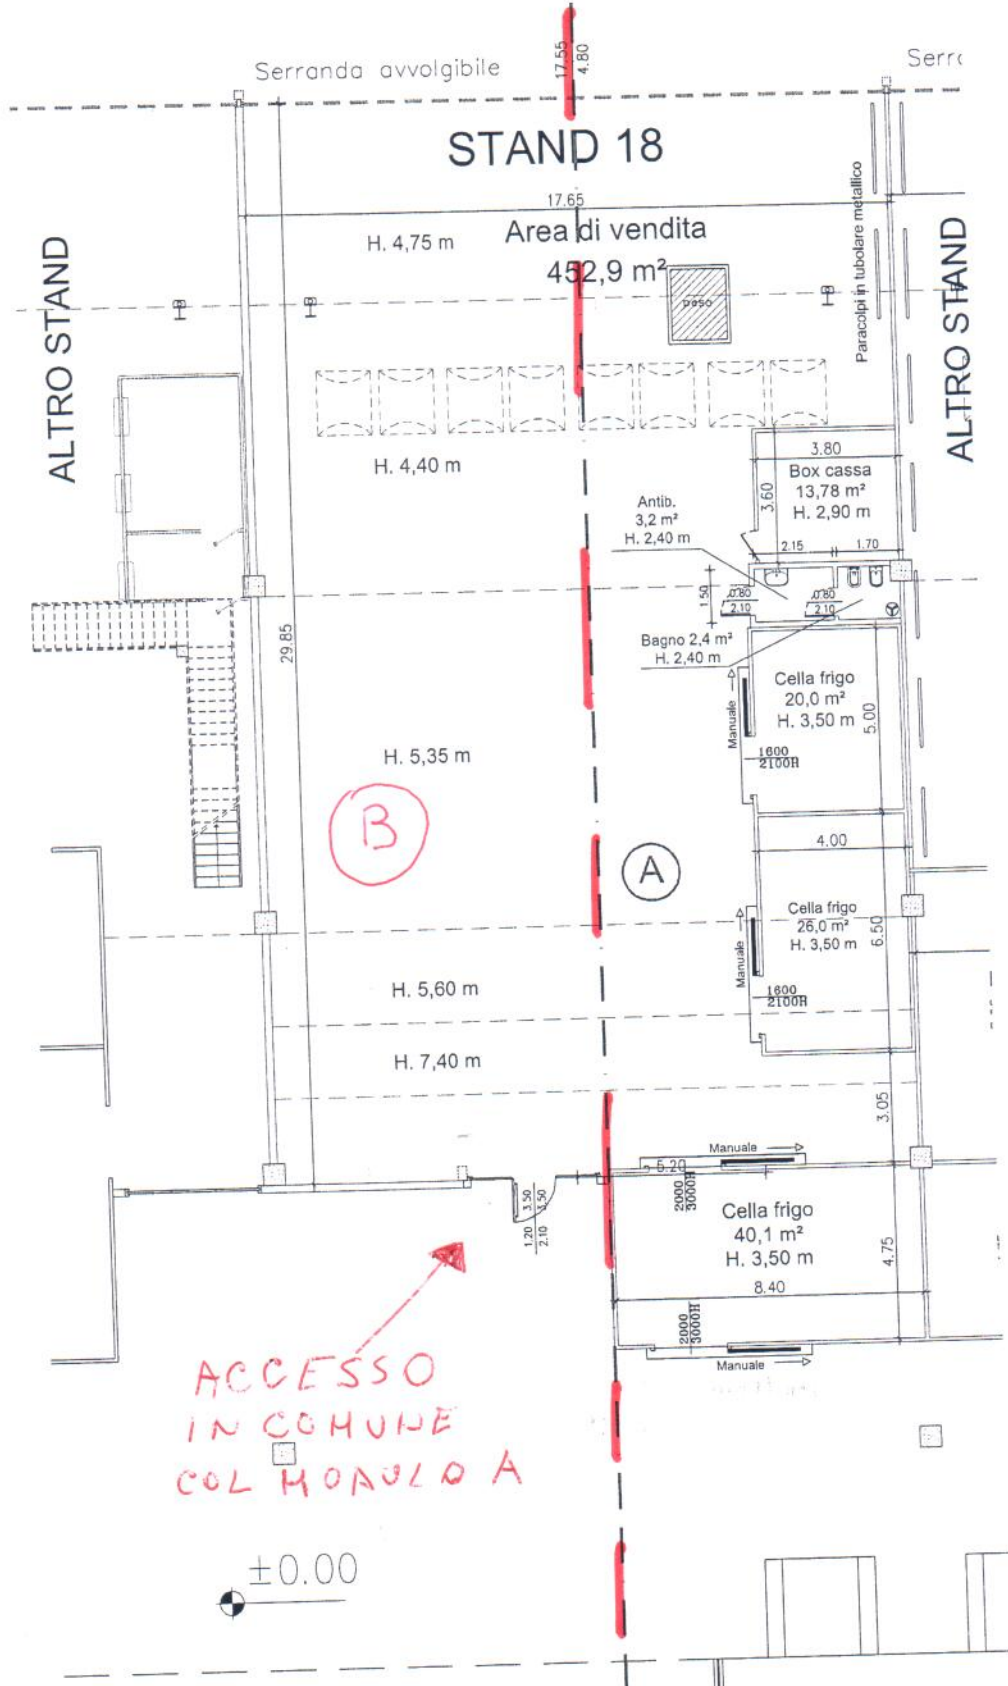 Serranda avvolgibile
17.55
4.80
Serr
STAND 18
17.65
H. 4,75 m
Area di vendita
452,9 m²
peso
Paracolpi in tubolare metallico
ALTRO STAND
ALTRO STAND
H. 4,40 m
3.80
Box cassa
13,78 m²
H. 2,90 m
3.60
Antib.
3,2 m²
H. 2,40 m
2.15
1.70
1.50
0.80
2.10
0.80
2.10
29.85
Bagno 2,4 m²
H. 2,40 m
Cella frigo
20,0 m²
H. 3,50 m
5.00
Manuale
1600
2100H
H. 5,35 m
B
A
4.00
Cella frigo
26,0 m²
H. 3,50 m
6.50
Manuale
1600
2100H
H. 5,60 m
H. 7,40 m
3.05
Manuale
5.20
2000
3000H
1.20
2.10
3.50
3.50
Cella frigo
40,1 m²
H. 3,50 m
4.75
8.40
2000
3000H
Manuale
ACCESSO
IN COMUNE
COL MODULO A
±0.00